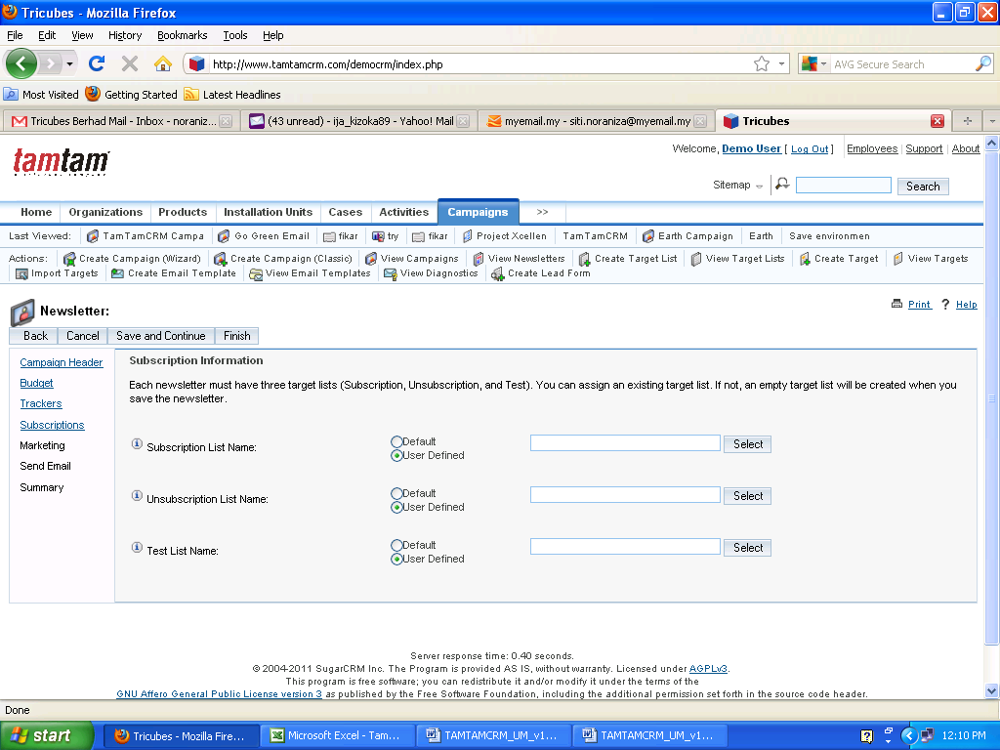 Tricubes - Mozilla Firefox
File Edit View History Bookmarks Tools Help
http://www.tamtamcrm.com/democrm/index.php AVG Secure Search
Most Visited Getting Started Latest Headlines
Tricubes Berhad Mail - Inbox - noraniz... (43 unread) - ija_kizoka89 - Yahoo! Mail myemail.my - siti.noraniza@myemail.my Tricubes
tamtam
Welcome, Demo User [ Log Out ] Employees Support About
Sitemap Search
Home Organizations Products Installation Units Cases Activities Campaigns >>
Last Viewed: TamTamCRM Campa Go Green Email fikar try fikar Project Xcellen TamTamCRM Earth Campaign Earth Save environmen
Actions: Create Campaign (Wizard) Create Campaign (Classic) View Campaigns View Newsletters Create Target List View Target Lists Create Target View Targets
Import Targets Create Email Template View Email Templates View Diagnostics Create Lead Form
Newsletter:
Print ? Help
Back Cancel Save and Continue Finish
Campaign Header
Budget
Trackers
Subscriptions
Marketing
Send Email
Summary
Subscription Information
Each newsletter must have three target lists (Subscription, Unsubscription, and Test). You can assign an existing target list. If not, an empty target list will be created when you
save the newsletter.
Subscription List Name: Default
User Defined Select
Unsubscription List Name: Default
User Defined Select
Test List Name: Default
User Defined Select
Server response time: 0.40 seconds.
© 2004-2011 SugarCRM Inc. The Program is provided AS IS, without warranty. Licensed under AGPLv3.
This program is free software; you can redistribute it and/or modify it under the terms of the
GNU Affero General Public License version 3 as published by the Free Software Foundation, including the additional permission set forth in the source code header.
Done
start Tricubes - Mozilla Fire... Microsoft Excel - Tam... TAMTAMCRM_UM_v1... TAMTAMCRM_UM_v1... 12:10 PM